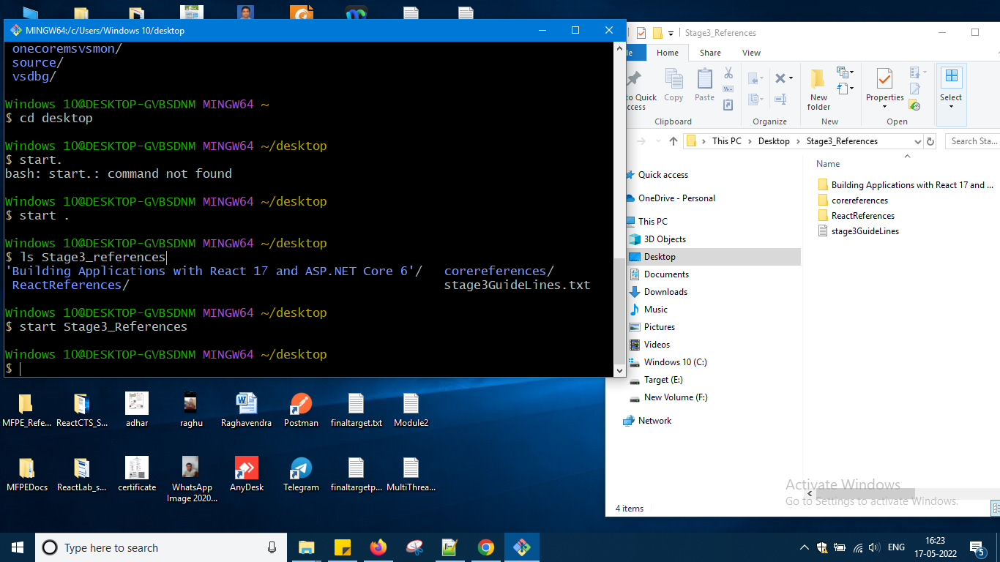 MINGW64:/c/Users/Windows 10/desktop
onecoremsvsmon/
source/
vsdbg/
Windows 10@DESKTOP-GVBSDNM MINGW64 ~
$ cd desktop
Windows 10@DESKTOP-GVBSDNM MINGW64 ~/desktop
$ start.
bash: start.: command not found
Windows 10@DESKTOP-GVBSDNM MINGW64 ~/desktop
$ start .
Windows 10@DESKTOP-GVBSDNM MINGW64 ~/desktop
$ ls Stage3_references
'Building Applications with React 17 and ASP.NET Core 6'/ corereferences/
ReactReferences/ stage3GuideLines.txt
Windows 10@DESKTOP-GVBSDNM MINGW64 ~/desktop
$ start Stage3_References
Windows 10@DESKTOP-GVBSDNM MINGW64 ~/desktop
$
Stage3_References
le Home Share View
to Quick
ccess
Copy
Paste
Clipboard
Organize
New
folder
New
Properties
Open
Select
This PC > Desktop > Stage3_References
Search Sta...
Quick access
OneDrive - Personal
This PC
3D Objects
Desktop
Documents
Downloads
Music
Pictures
Videos
Windows 10 (C:)
Target (E:)
New Volume (F:)
Network
Name
Building Applications with React 17 and ...
corereferences
ReactReferences
stage3GuideLines
4 items
Activate Windows
Go to Settings to activate Windows.
MFPE_Refe... ReactCTS_S... adhar raghu Raghavendra Postman finaltarget.txt Module2
MFPEDocs ReactLab_s... certificate WhatsApp Image 2020... AnyDesk Telegram finaltargetp... MultiThrea...
Type here to search
ENG
16:23
17-05-2022
5